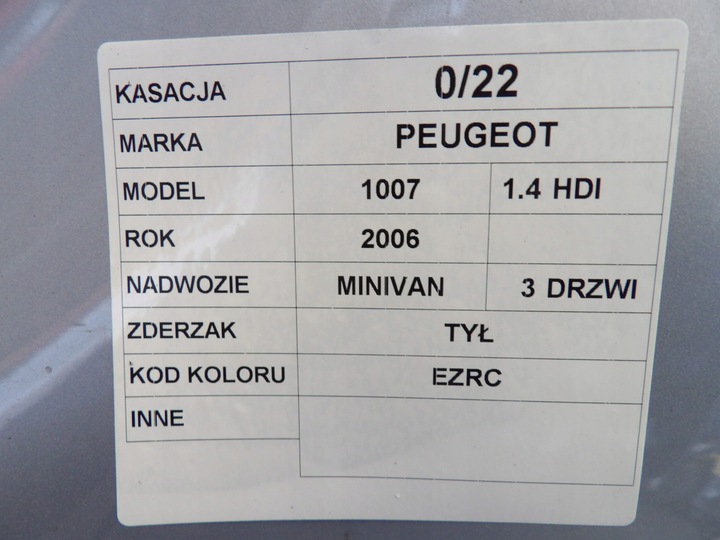 KASACJA 0/22
MARKA PEUGEOT
MODEL 1007 1.4 HDI
ROK 2006
NADWOZIE MINIVAN 3 DRZWI
ZDERZAK TYŁ
KOD KOLORU EZRC
INNE